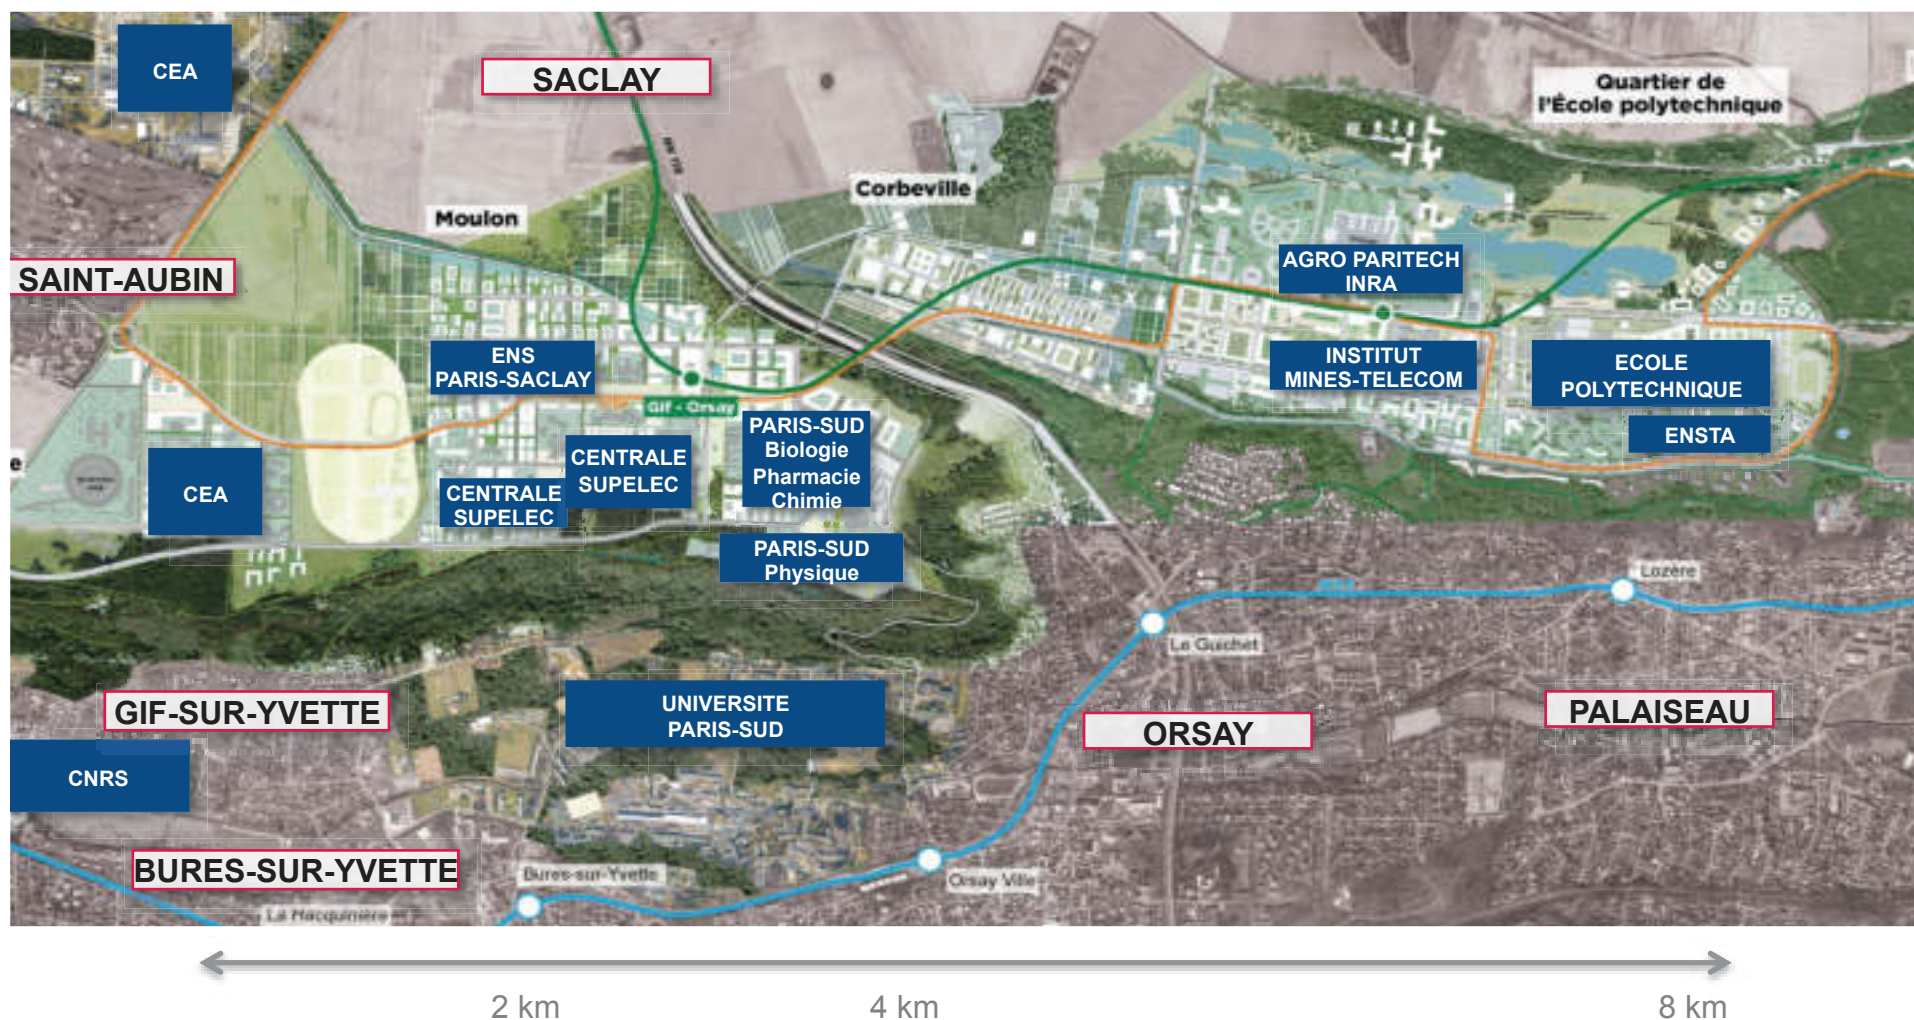 CEA
SACLAY
Quartier de
l'École polytechnique
RN 118
Corbeville
Moulon
SAINT-AUBIN
AGRO PARITECH
INRA
ENS
PARIS-SACLAY
INSTITUT
MINES-TELECOM
ECOLE
POLYTECHNIQUE
Gif - Orsay
PARIS-SUD
Biologie
Pharmacie
Chimie
ENSTA
CENTRALE
SUPELEC
CEA
CENTRALE
SUPELEC
PARIS-SUD
Physique
Lozère
Le Guichet
GIF-SUR-YVETTE
UNIVERSITE
PARIS-SUD
ORSAY
PALAISEAU
CNRS
BURES-SUR-YVETTE
Bures-sur-Yvette
Orsay Ville
La Hacquinière
2 km
4 km
8 km